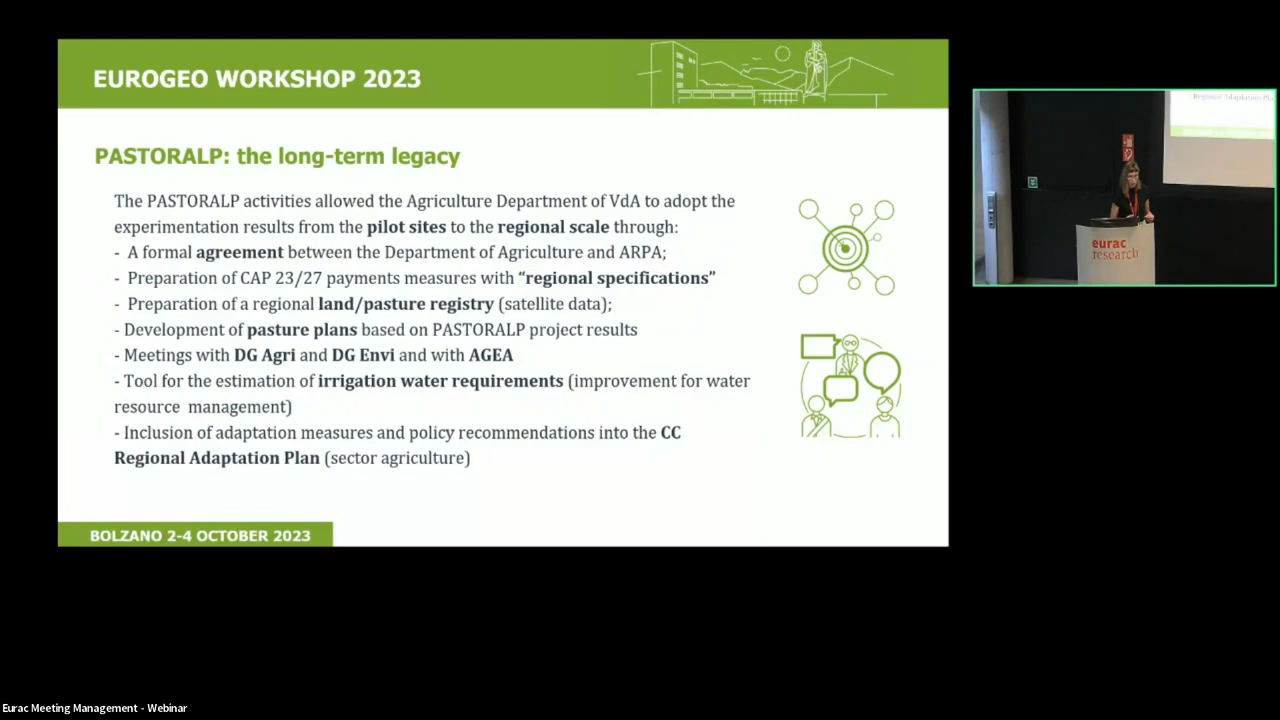 EUROGEO WORKSHOP 2023
PASTORALP: the long-term legacy
The PASTORALP activities allowed the Agriculture Department of VdA to adopt the
experimentation results from the pilot sites to the regional scale through:
- A formal agreement between the Department of Agriculture and ARPA;
- Preparation of CAP 23/27 payments measures with “regional specifications”
- Preparation of a regional land/pasture registry (satellite data);
- Development of pasture plans based on PASTORALP project results
- Meetings with DG Agri and DG Envi and with AGEA
- Tool for the estimation of irrigation water requirements (improvement for water
resource management)
- Inclusion of adaptation measures and policy recommendations into the CC
Regional Adaptation Plan (sector agriculture)
BOLZANO 2-4 OCTOBER 2023
eurac
research
Eurac Meeting Management - Webinar